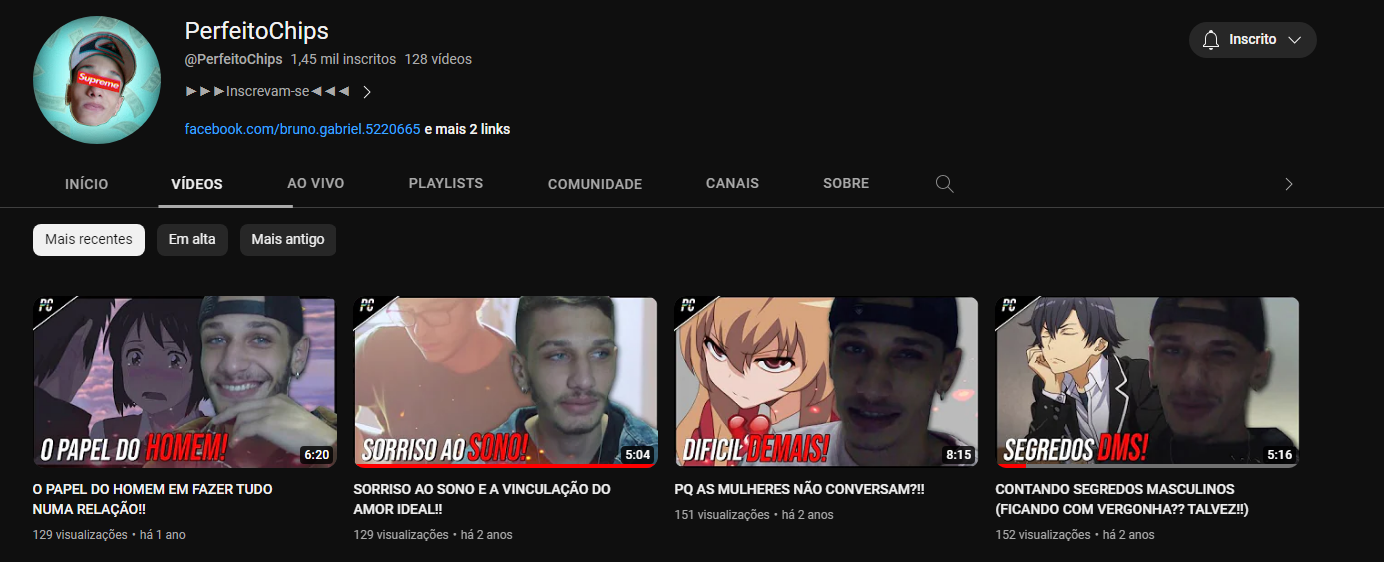 PerfeitoChips
@PerfeitoChips 1,45 mil inscritos 128 vídeos
Inscrito
Supreme
►►►Inscrevam-se◄◄◄
facebook.com/bruno.gabriel.5220665 e mais 2 links
INÍCIO VÍDEOS AO VIVO PLAYLISTS COMUNIDADE CANAIS SOBRE
Mais recentes Em alta Mais antigo
PC PC PC PC
O PAPEL DO HOMEM! 6:20
SORRISO AO SONO! 5:04
DIFICIL DEMAIS! 8:15
SEGREDOS DMS! 5:16
O PAPEL DO HOMEM EM FAZER TUDO
NUMA RELAÇÃO!!
129 visualizações • há 1 ano
SORRISO AO SONO E A VINCULAÇÃO DO
AMOR IDEAL!!
129 visualizações • há 2 anos
PQ AS MULHERES NÃO CONVERSAM?!!
151 visualizações • há 2 anos
CONTANDO SEGREDOS MASCULINOS
(FICANDO COM VERGONHA?? TALVEZ!!)
152 visualizações • há 2 anos